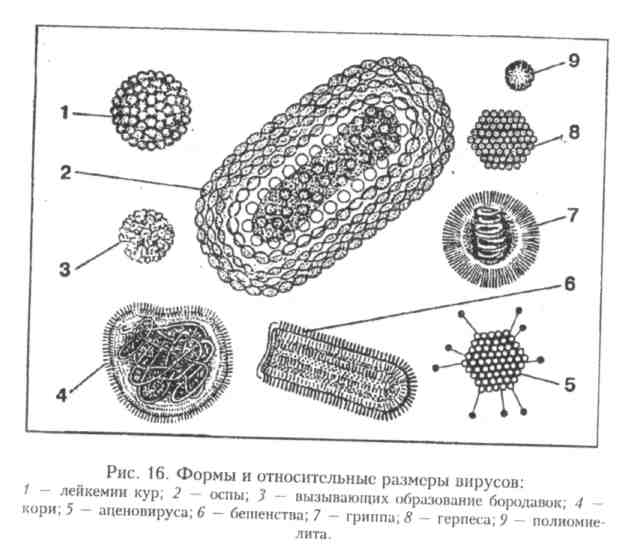 1
2
3
4
9
8
7
6
5
Рис. 16. Формы и относительные размеры вирусов:
1 — лейкемии кур; 2 — оспы; 3 — вызывающих образование бородавок; 4 —
кори; 5 — аценовируса; 6 — бешенства; 7 — гриппа; 8 — герпеса; 9 — полиомие-
лита.